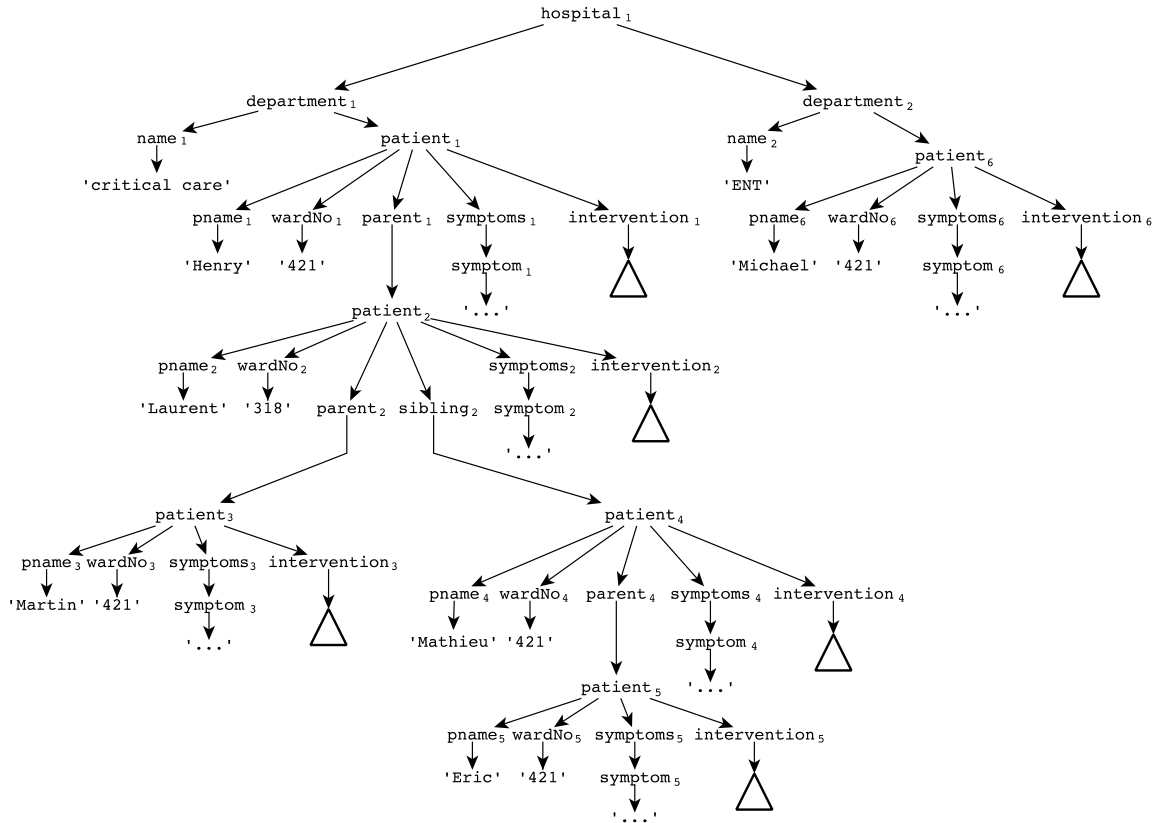 hospital₁
department₁ department₂
name₁ patient₁ name₂ patient₆
'critical care' 'ENT'
pname₁ wardNo₁ parent₁ symptoms₁ intervention₁ pname₆ wardNo₆ symptoms₆ intervention₆
'Henry' '421' symptom₁ 'Michael' '421' symptom₆
patient₂ '...' '...'
pname₂ wardNo₂ symptoms₂ intervention₂
'Laurent' '318' parent₂ sibling₂ symptom₂
'...'
patient₃ patient₄
pname₃ wardNo₃ symptoms₃ intervention₃
'Martin' '421' symptom₃ pname₄ wardNo₄ parent₄ symptoms₄ intervention₄
'...' 'Mathieu' '421' symptom₄
patient₅ '...'
pname₅ wardNo₅ symptoms₅ intervention₅
'Eric' '421' symptom₅
'...'